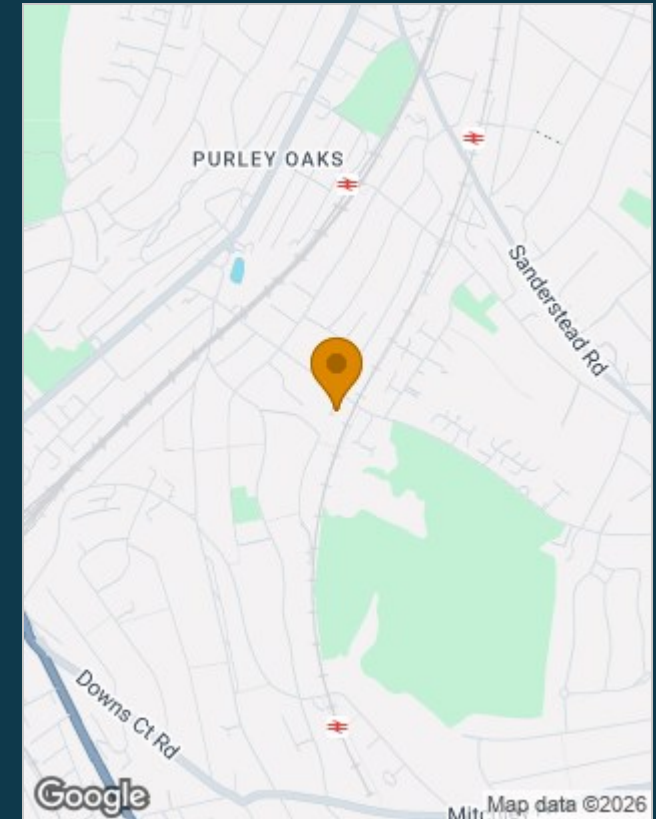 PURLEY OAKS
Sanderstead Rd
Downs Ct Rd
Google
Map data ©2026